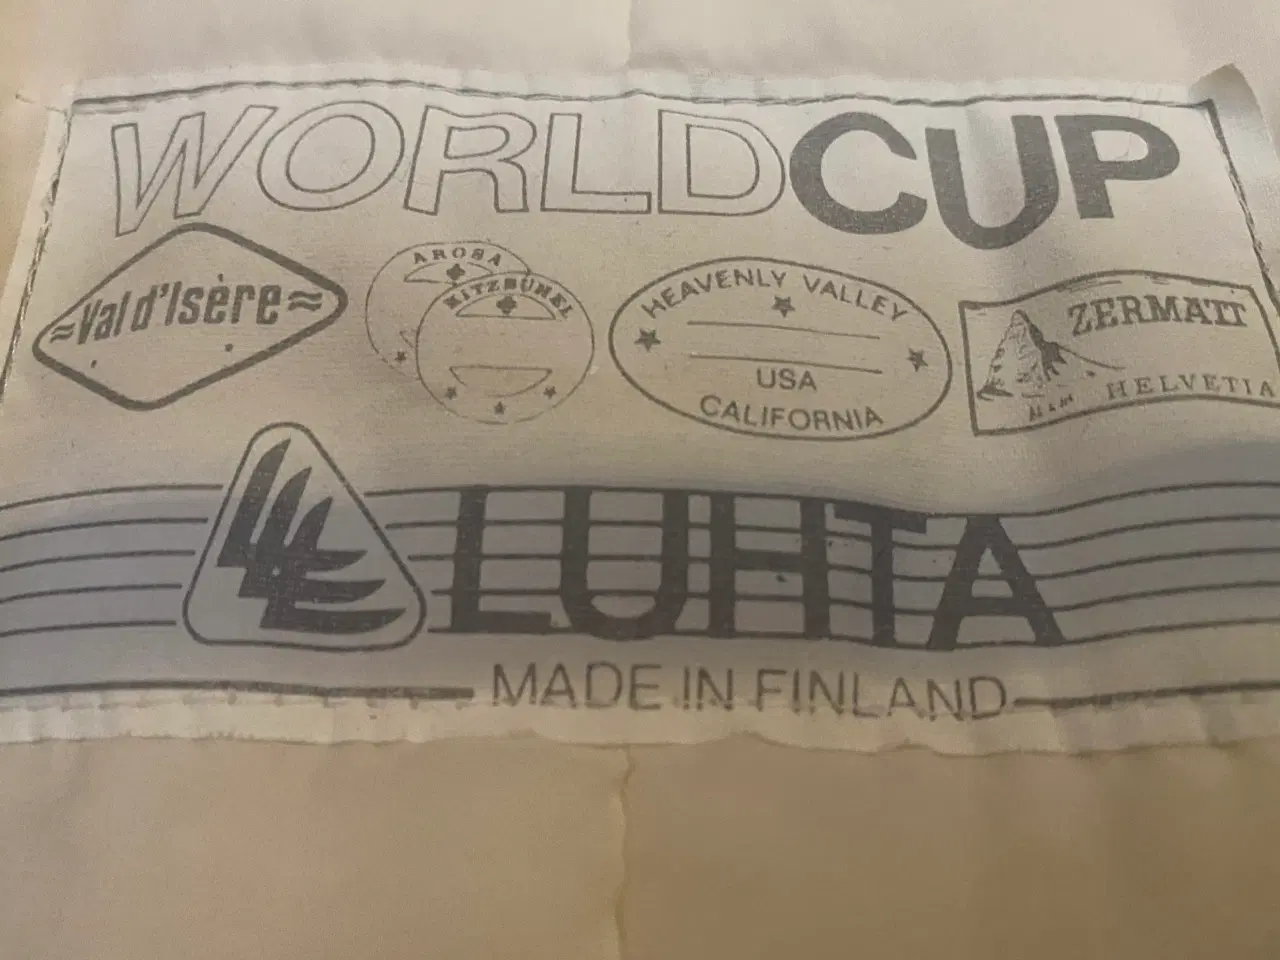 WORLDCUP
≈Val d'Isère≈
AROSA
KITZBÜHEL
HEAVENLY VALLEY
USA
CALIFORNIA
ZERMATT
HELVETIA
LUHTA
MADE IN FINLAND